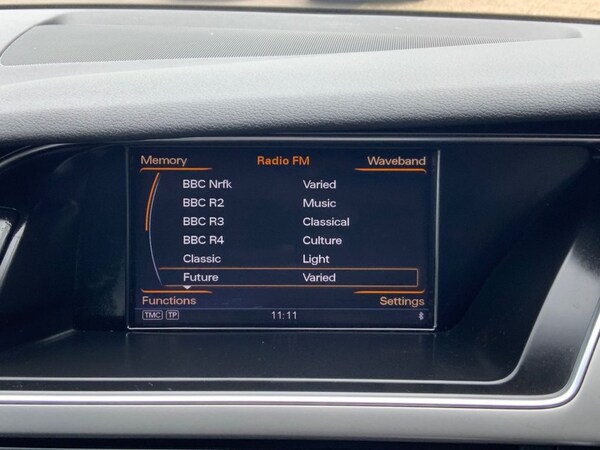 Memory Radio FM Waveband
BBC Nrfk Varied
BBC R2 Music
BBC R3 Classical
BBC R4 Culture
Classic Light
Future Varied
Functions Settings
TMC TP 11:11